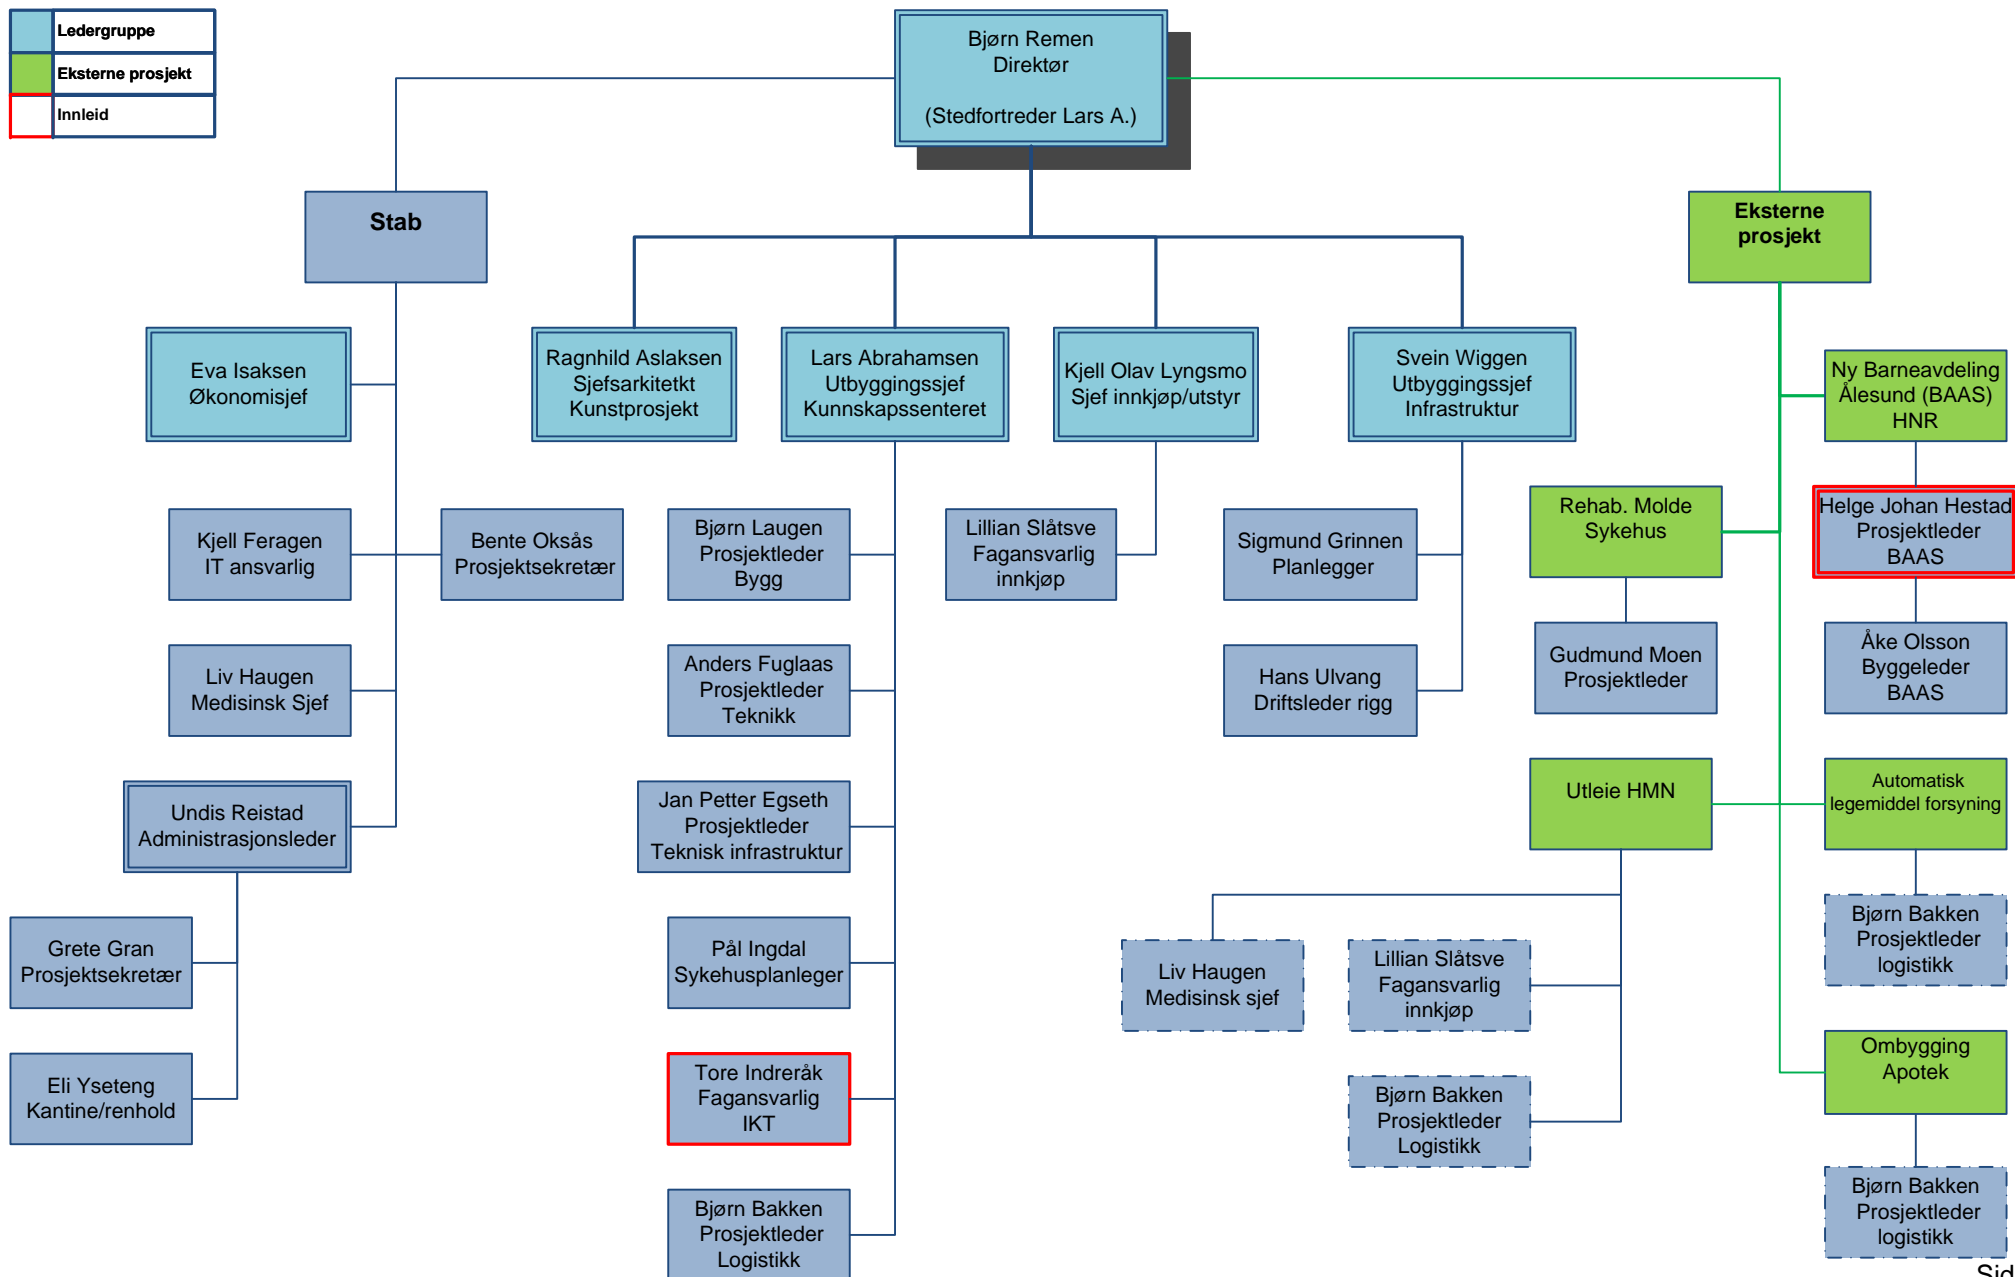 Ledergruppe
Eksterne prosjekt
Innleid
Bjørn Remen
Direktør
(Stedfortreder Lars A.)
Stab
Eksterne
prosjekt
Eva Isaksen
Økonomisjef
Ragnhild Aslaksen
Sjefsarkitetkt
Kunstprosjekt
Lars Abrahamsen
Utbyggingssjef
Kunnskapssenteret
Kjell Olav Lyngsmo
Sjef innkjøp/utstyr
Svein Wiggen
Utbyggingssjef
Infrastruktur
Ny Barneavdeling
Ålesund (BAAS)
HNR
Kjell Feragen
IT ansvarlig
Bente Oksås
Prosjektsekretær
Bjørn Laugen
Prosjektleder
Bygg
Lillian Slåtsve
Fagansvarlig
innkjøp
Sigmund Grinnen
Planlegger
Rehab. Molde
Sykehus
Helge Johan Hestad
Prosjektleder
BAAS
Liv Haugen
Medisinsk Sjef
Anders Fuglaas
Prosjektleder
Teknikk
Hans Ulvang
Driftsleder rigg
Gudmund Moen
Prosjektleder
Åke Olsson
Byggeleder
BAAS
Undis Reistad
Administrasjonsleder
Jan Petter Egseth
Prosjektleder
Teknisk infrastruktur
Utleie HMN
Automatisk
legemiddel forsyning
Grete Gran
Prosjektsekretær
Pål Ingdal
Sykehusplanleger
Liv Haugen
Medisinsk sjef
Lillian Slåtsve
Fagansvarlig
innkjøp
Bjørn Bakken
Prosjektleder
logistikk
Eli Yseteng
Kantine/renhold
Tore Indreråk
Fagansvarlig
IKT
Bjørn Bakken
Prosjektleder
Logistikk
Ombygging
Apotek
Bjørn Bakken
Prosjektleder
Logistikk
Bjørn Bakken
Prosjektleder
logistikk